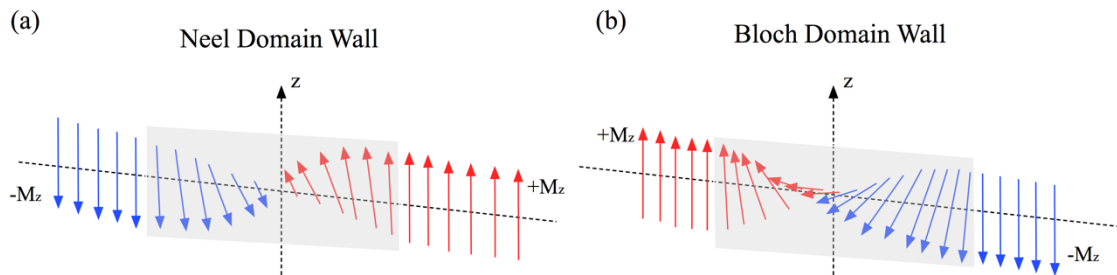 (a)
Neel Domain Wall
z
-Mz
+Mz
(b)
Bloch Domain Wall
z
+Mz
-Mz